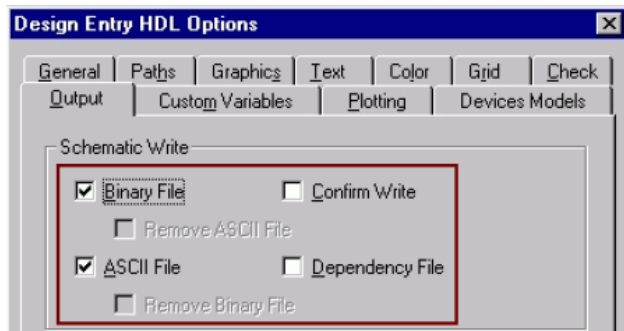 Design Entry HDL Options
General Paths Graphics Text Color Grid Check
Output Custom Variables Plotting Devices Models
Schematic Write
Binary File Confirm Write
Remove ASCII File
ASCII File Dependency File
Remove Binary File